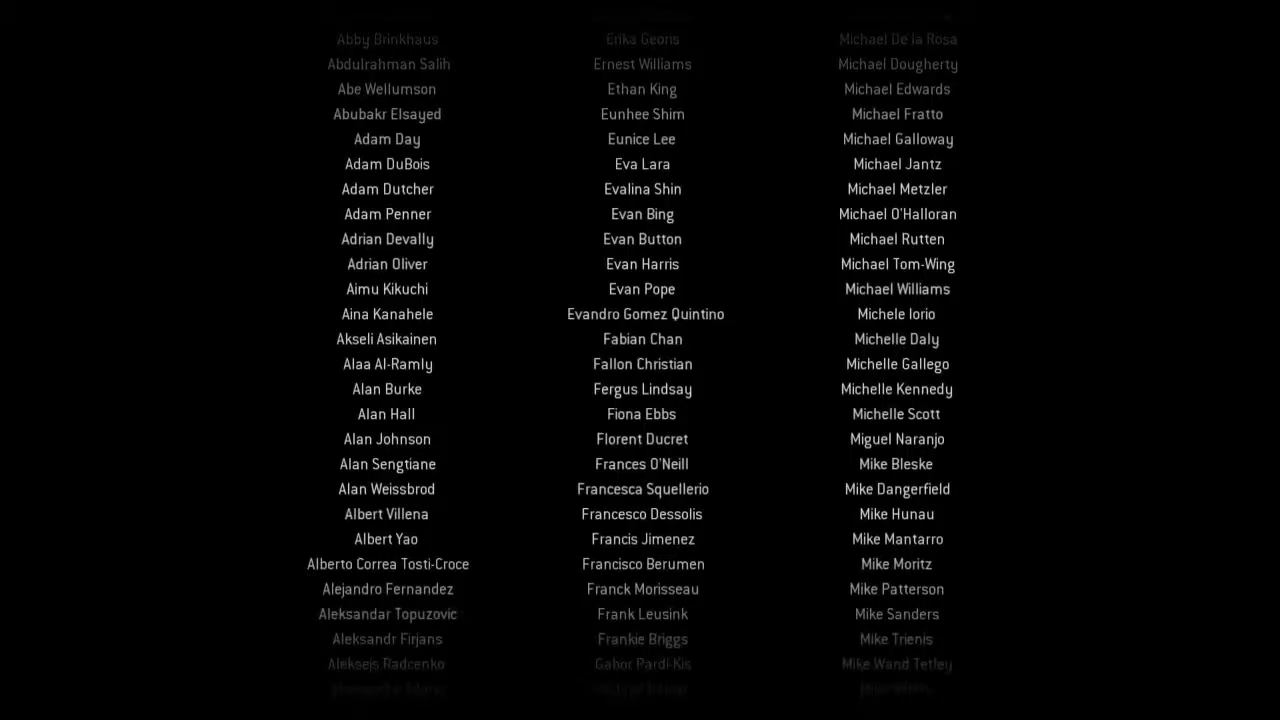 Abby Brinkhaus
Abdulrahman Salih
Abe Wellumson
Abubakr Elsayed
Adam Day
Adam DuBois
Adam Dutcher
Adam Penner
Adrian Devally
Adrian Oliver
Aimu Kikuchi
Aina Kanahele
Akseli Asikainen
Alaa Al-Ramly
Alan Burke
Alan Hall
Alan Johnson
Alan Sengtiane
Alan Weissbrod
Albert Villena
Albert Yao
Alberto Correa Tosti-Croce
Alejandro Fernandez
Aleksandar Topuzovic
Aleksandr Firjans
Aleksejs Radcenko
Erika Georis
Ernest Williams
Ethan King
Eunhee Shim
Eunice Lee
Eva Lara
Evalina Shin
Evan Bing
Evan Button
Evan Harris
Evan Pope
Evandro Gomez Quintino
Fabian Chan
Fallon Christian
Fergus Lindsay
Fiona Ebbs
Florent Ducret
Frances O'Neill
Francesca Squellerio
Francesco Dessolis
Francis Jimenez
Francisco Berumen
Franck Morisseau
Frank Leusink
Frankie Briggs
Gabor Pardi-Kis
Michael De la Rosa
Michael Dougherty
Michael Edwards
Michael Fratto
Michael Galloway
Michael Jantz
Michael Metzler
Michael O'Halloran
Michael Rutten
Michael Tom-Wing
Michael Williams
Michele Iorio
Michelle Daly
Michelle Gallego
Michelle Kennedy
Michelle Scott
Miguel Naranjo
Mike Bleske
Mike Dangerfield
Mike Hunau
Mike Mantarro
Mike Moritz
Mike Patterson
Mike Sanders
Mike Trienis
Mike Wand Tetley